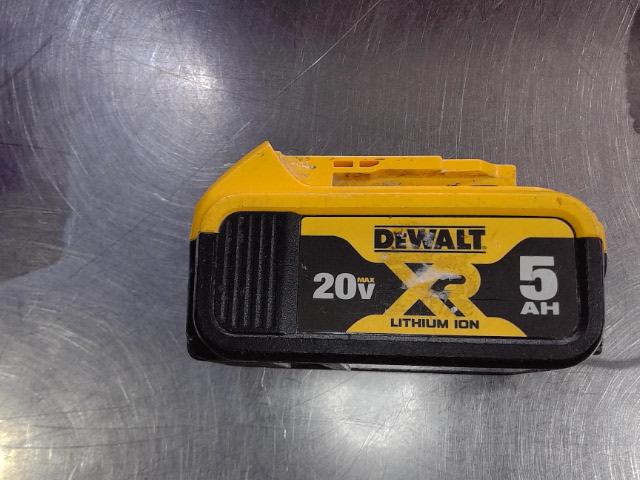 DEWALT
20V MAX
XR
5 AH
LITHIUM ION